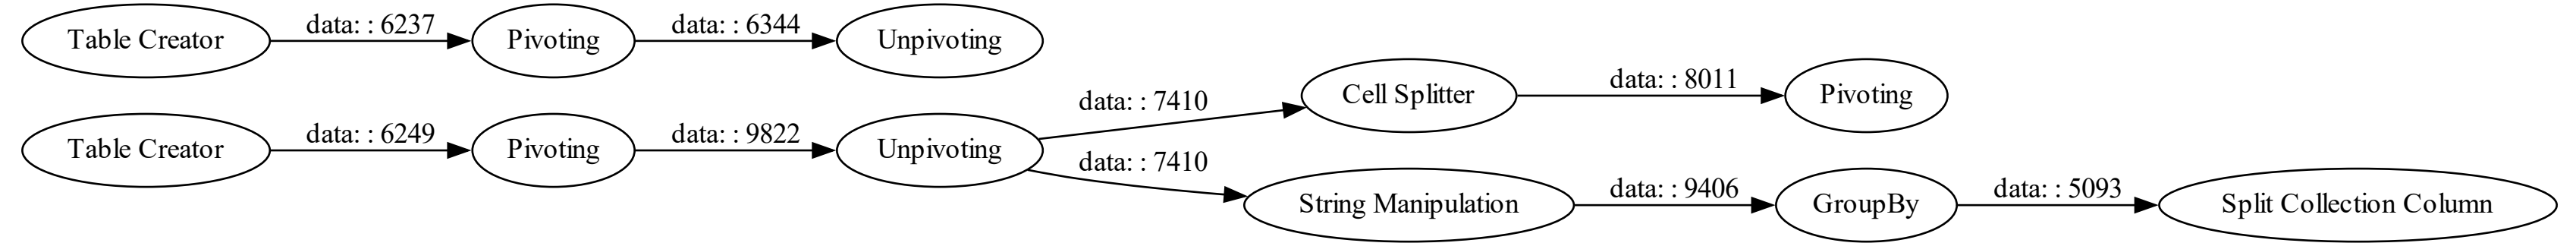 Table Creator
data: : 6237
Pivoting
data: : 6344
Unpivoting
Table Creator
data: : 6249
Pivoting
data: : 9822
Unpivoting
data: : 7410
Cell Splitter
data: : 8011
Pivoting
data: : 7410
String Manipulation
data: : 9406
GroupBy
data: : 5093
Split Collection Column